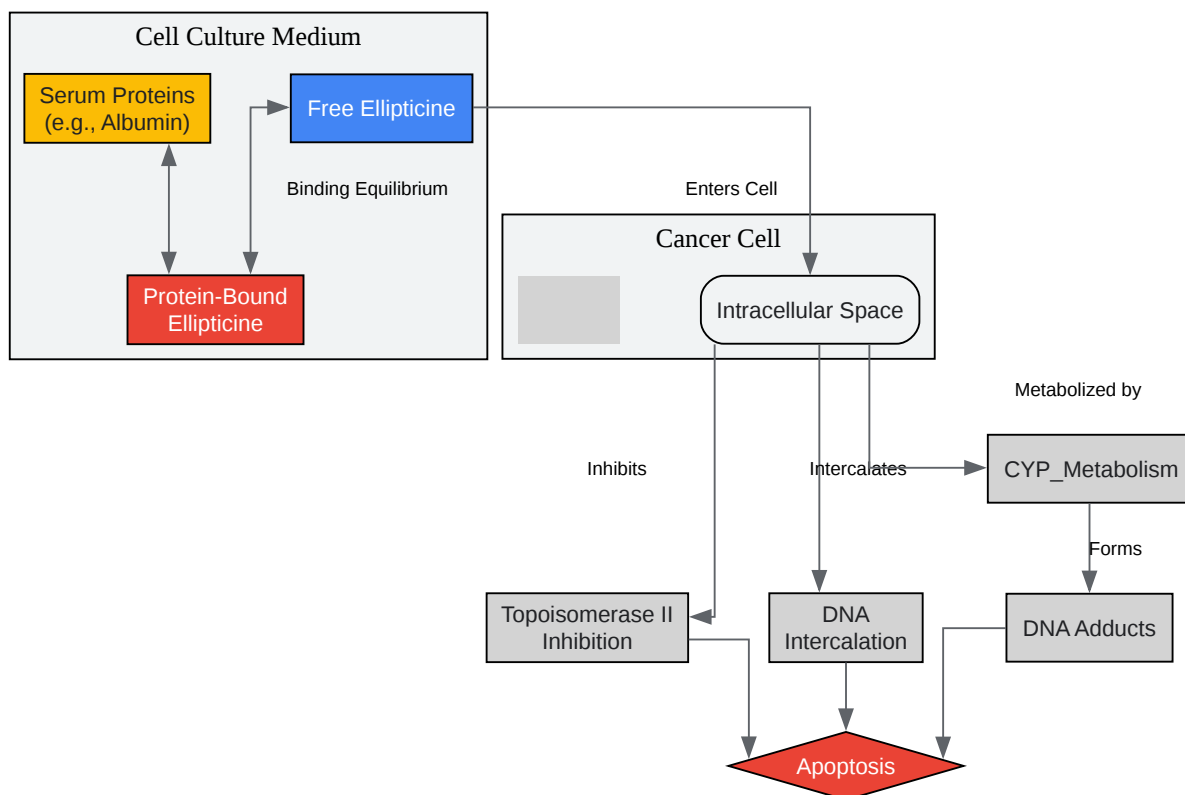 Cell Culture Medium
Serum Proteins
(e.g., Albumin)
Free Ellipticine
Binding Equilibrium
Enters Cell
Protein-Bound
Ellipticine
Cancer Cell
Intracellular Space
Metabolized by
Inhibits
Intercalates
CYP_Metabolism
Forms
Topoisomerase II
Inhibition
DNA
Intercalation
DNA Adducts
Apoptosis